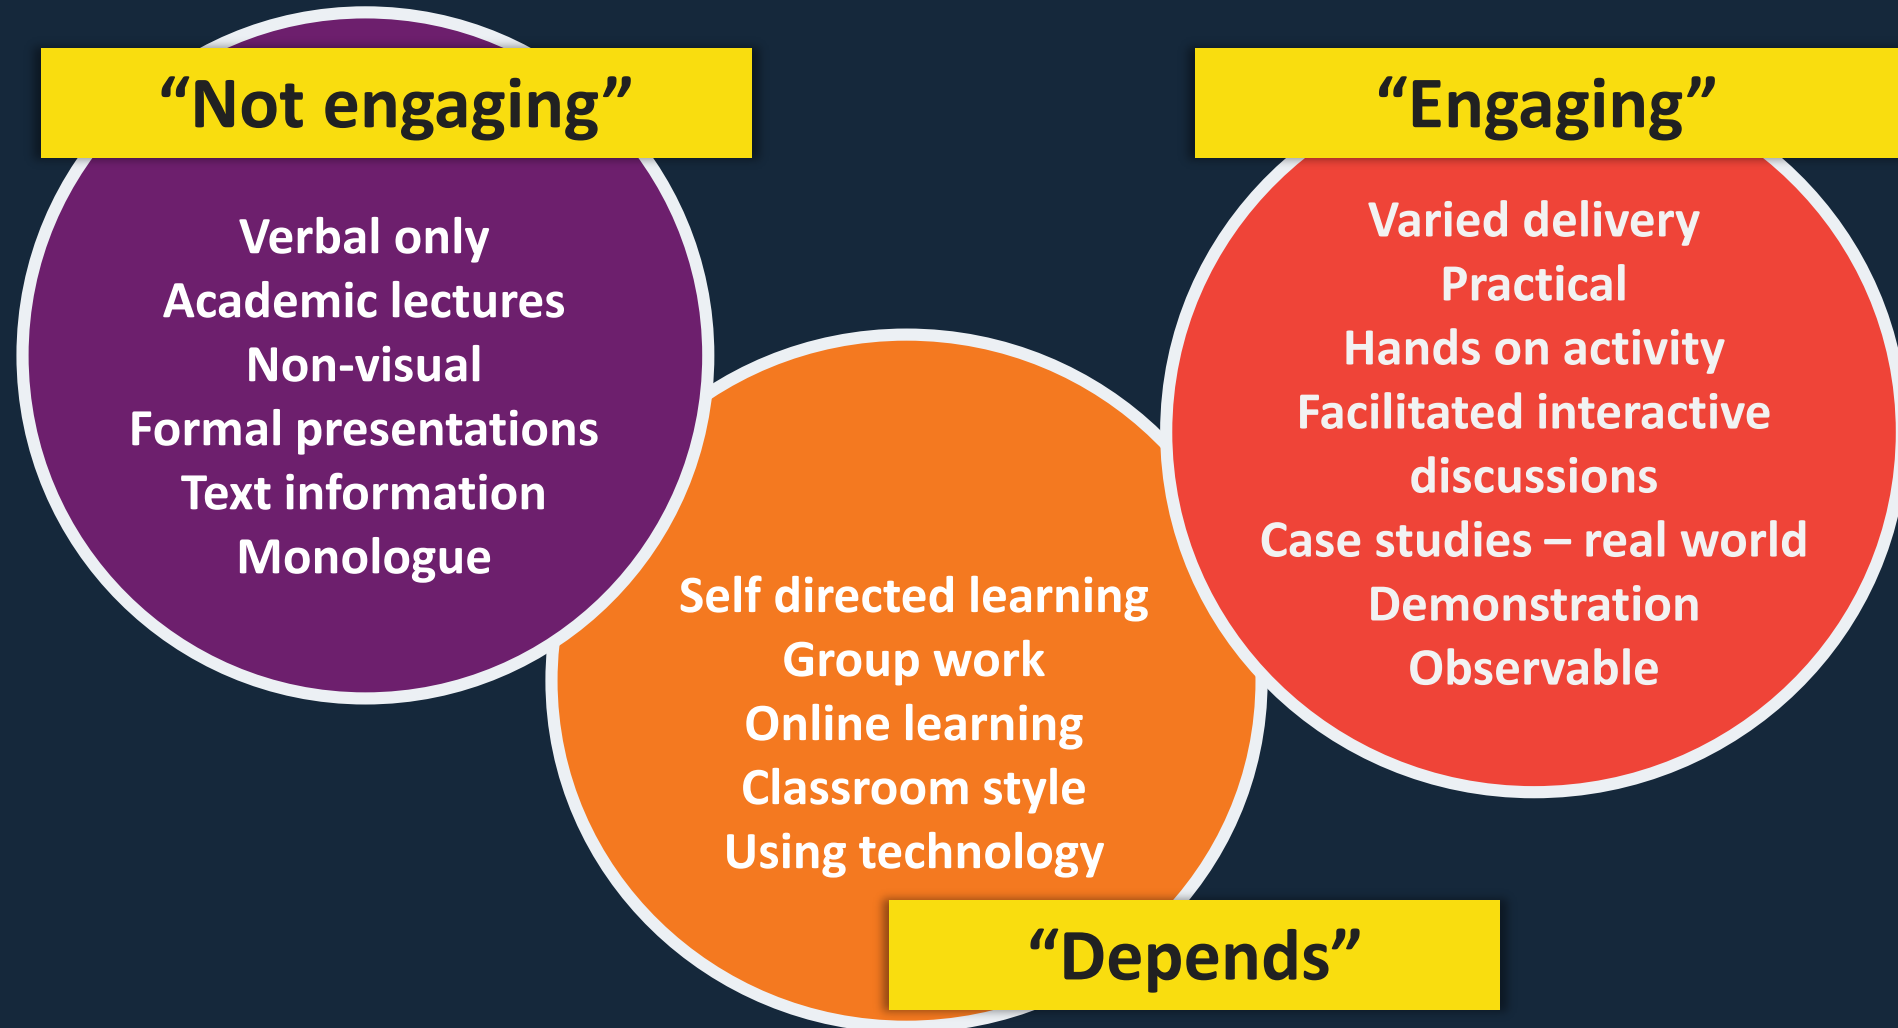 “Not engaging”
Verbal only
Academic lectures
Non-visual
Formal presentations
Text information
Monologue
Self directed learning
Group work
Online learning
Classroom style
Using technology
“Depends”
“Engaging”
Varied delivery
Practical
Hands on activity
Facilitated interactive
discussions
Case studies – real world
Demonstration
Observable